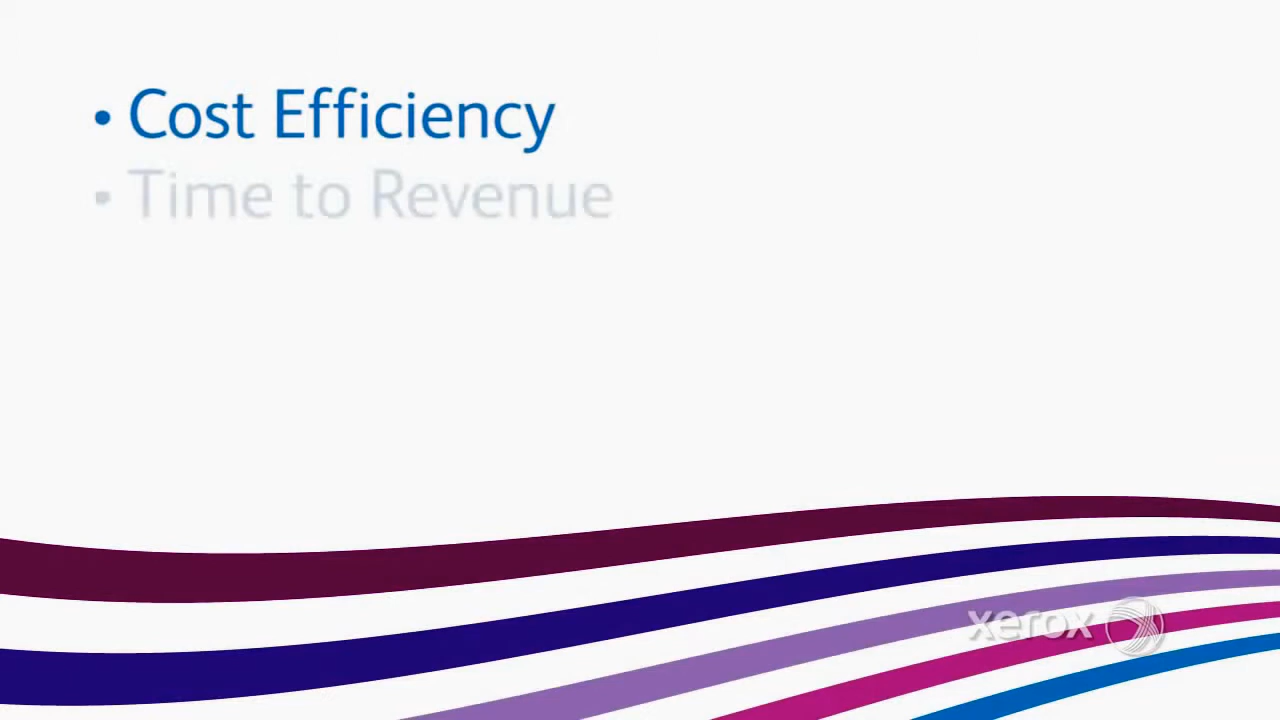 • Cost Efficiency
• Time to Revenue
xerox